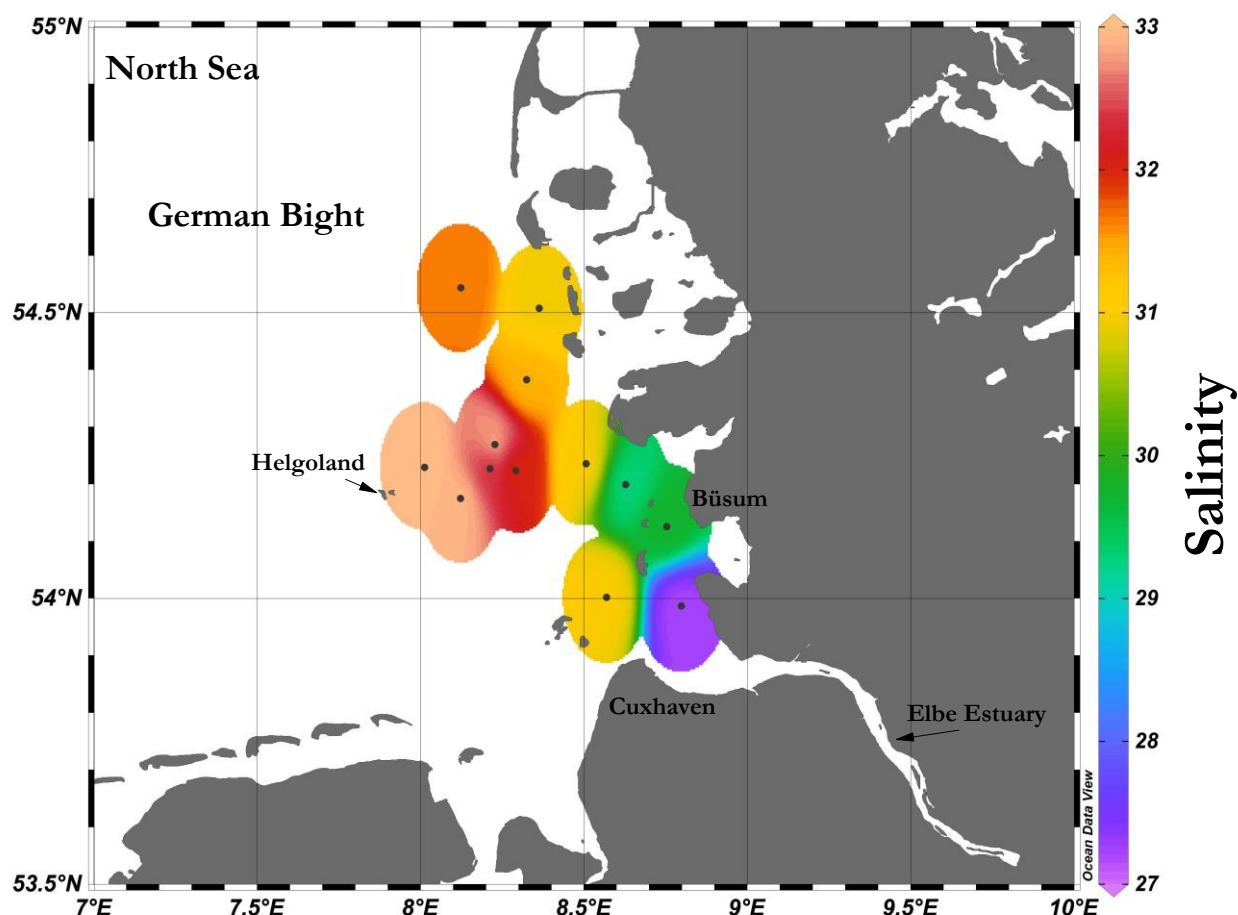 55°N
33
North Sea
32
German Bight
54.5°N
31
30
Salinity
Helgoland
Büsum
54°N
29
Cuxhaven
Elbe Estuary
28
Ocean Data View
53.5°N
27
7°E
7.5°E
8°E
8.5°E
9°E
9.5°E
10°E